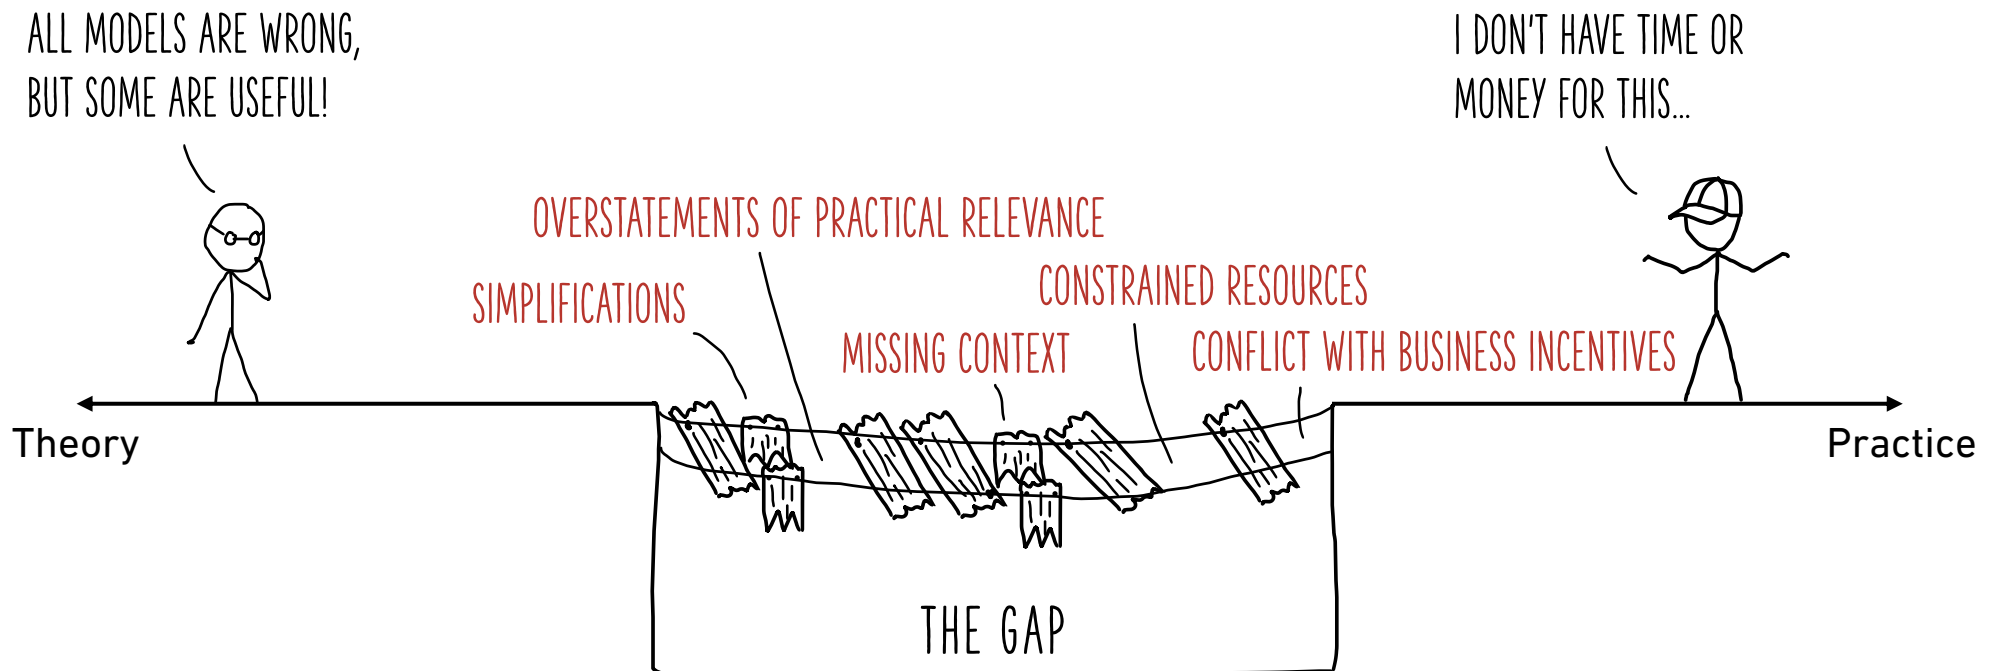 ALL MODELS ARE WRONG,
BUT SOME ARE USEFUL!
I DON'T HAVE TIME OR
MONEY FOR THIS...
OVERSTATEMENTS OF PRACTICAL RELEVANCE
SIMPLIFICATIONS
CONSTRAINED RESOURCES
MISSING CONTEXT
CONFLICT WITH BUSINESS INCENTIVES
Theory
Practice
THE GAP